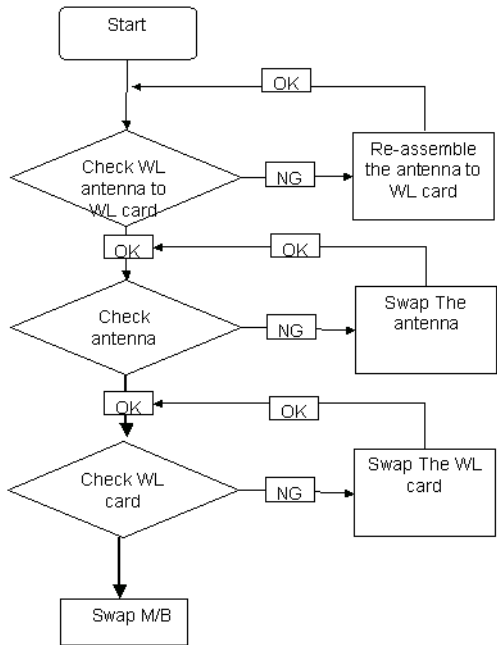 Start
OK
Check WL
antenna to
WL card
NG
Re-assemble
the antenna to
WL card
OK
OK
Check
antenna
NG
Swap The
antenna
OK
OK
Check WL
card
NG
Swap The WL
card
Swap M/B